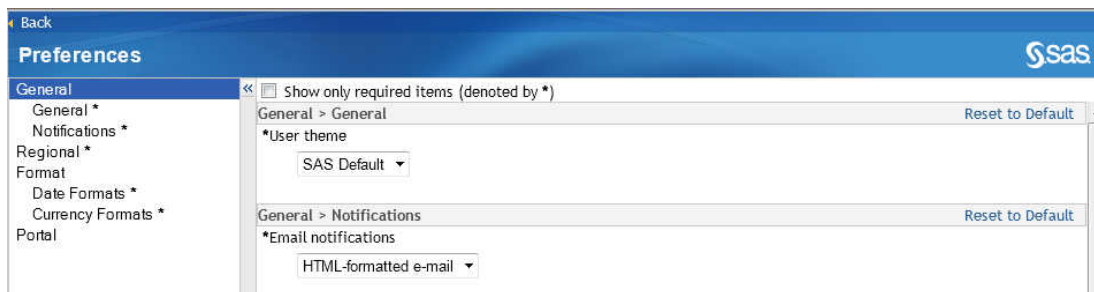 Back
Preferences
sas
General
General *
Notifications *
Regional *
Format
Date Formats *
Currency Formats *
Portal
«
Show only required items (denoted by *)
General > General Reset to Default
*User theme
SAS Default
General > Notifications Reset to Default
*Email notifications
HTML-formatted e-mail